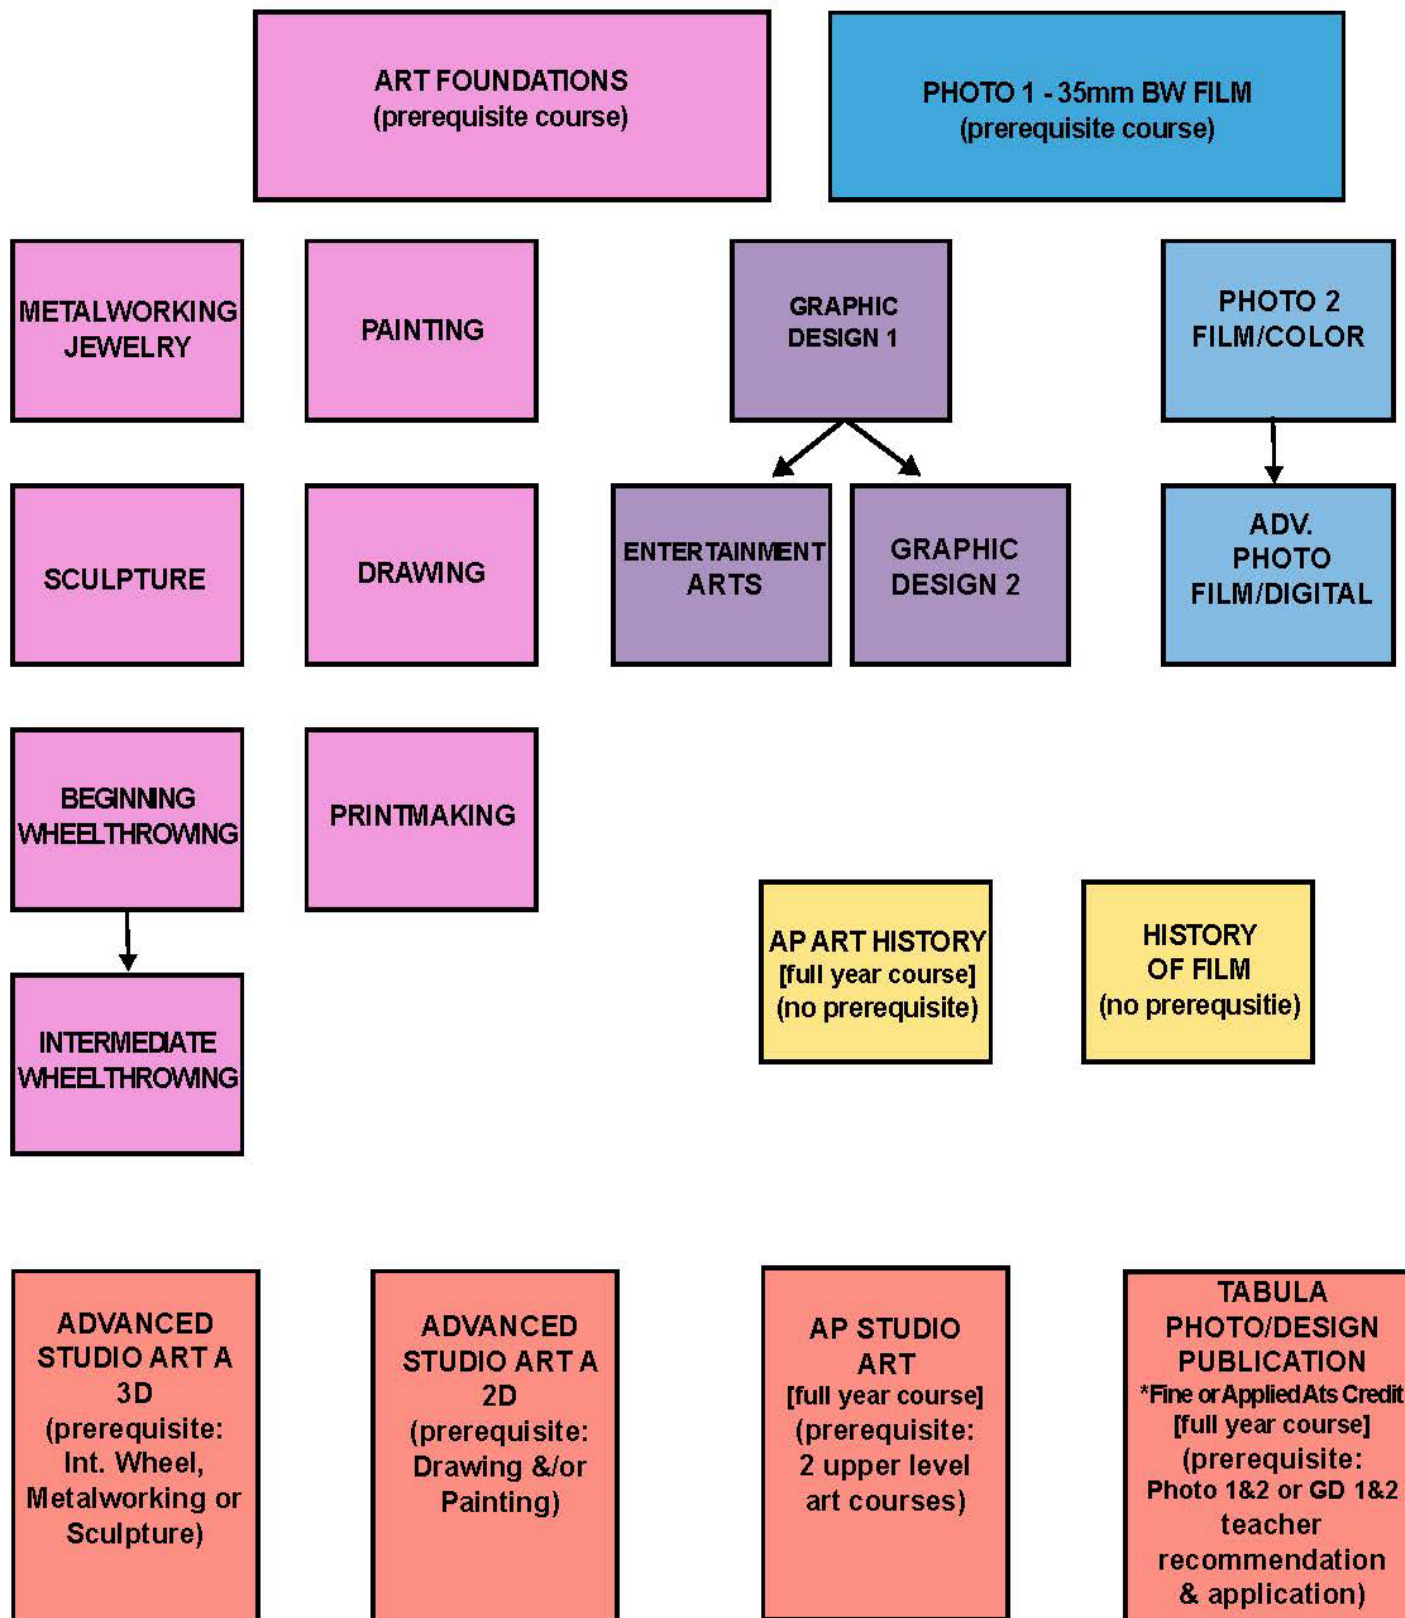 ART FOUNDATIONS
(prerequisite course)
PHOTO 1 - 35mm BW FILM
(prerequisite course)
METALWORKING
JEWELRY
PAINTING
GRAPHIC
DESIGN 1
PHOTO 2
FILM/COLOR
SCULPTURE
DRAWING
ENTERTAINMENT
ARTS
GRAPHIC
DESIGN 2
ADV.
PHOTO
FILM/DIGITAL
BEGINNING
WHEELTHROWING
PRINTMAKING
AP ART HISTORY
[full year course]
(no prerequisite)
HISTORY
OF FILM
(no prerequsitie)
INTERMEDIATE
WHEELTHROWING
ADVANCED
STUDIO ART A
3D
(prerequisite:
Int. Wheel,
Metalworking or
Sculpture)
ADVANCED
STUDIO ART A
2D
(prerequisite:
Drawing &/or
Painting)
AP STUDIO
ART
[full year course]
(prerequisite:
2 upper level
art courses)
TABULA
PHOTO/DESIGN
PUBLICATION
*Fine or Applied Ats Credit
[full year course]
(prerequisite:
Photo 1&2 or GD 1&2
teacher
recommendation
& application)